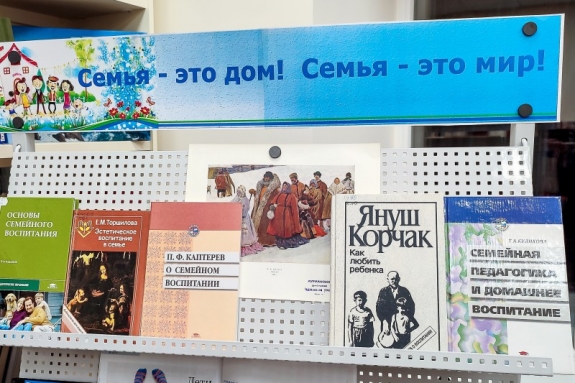 Семья - это дом! Семья - это мир!
ОСНОВЫ
СЕМЕЙНОГО
ВОСПИТАНИЯ
Е.М.Торшилова
Эстетическое
воспитание
в семье
П. Ф. КАПТЕРЕВ
О СЕМЕЙНОМ
ВОСПИТАНИИ
Януш
Корчак
Как
любить
ребенка
СЕМЕЙНАЯ
ПЕДАГОГИКА
И ДОМАШНЕЕ
ВОСПИТАНИЕ
Дети